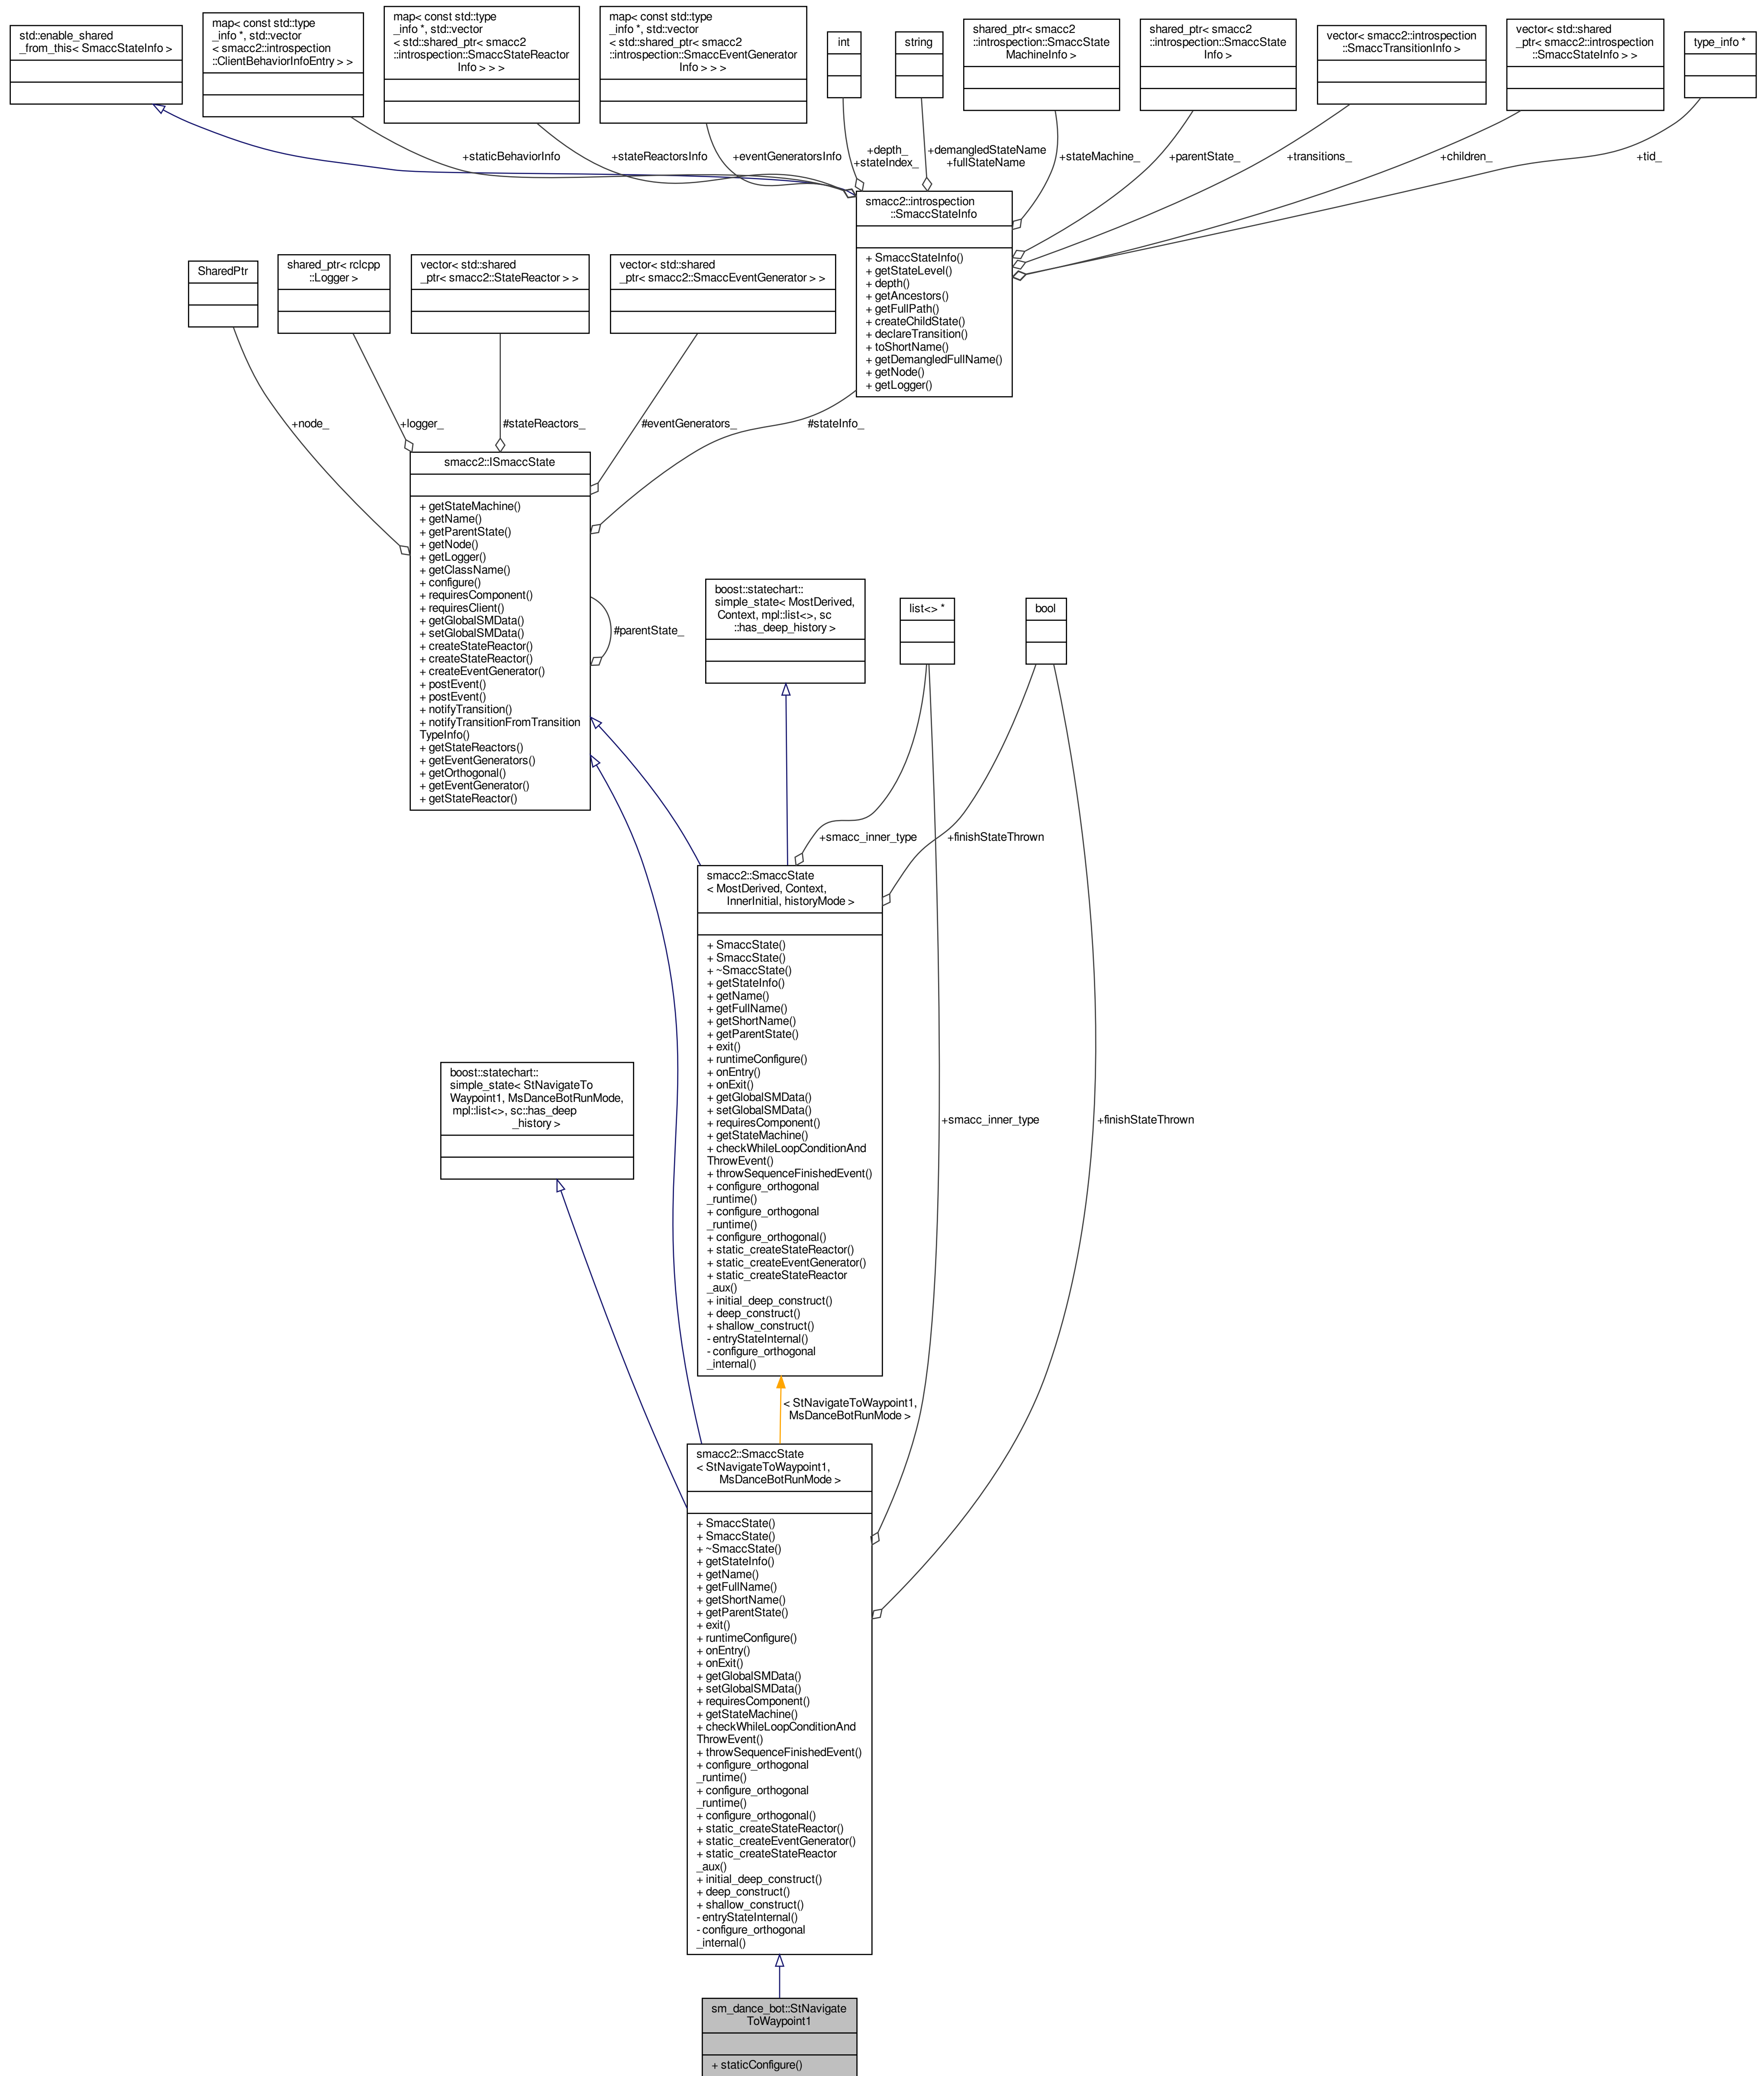 std::enable_shared
_from_this< SmaccStateInfo >
map< const std::type
_info *, std::vector
< smacc2::introspection
::ClientBehaviorInfoEntry > >
map< const std::type
_info *, std::vector
< std::shared_ptr< smacc2
::introspection::SmaccStateReactor
Info > > >
map< const std::type
_info *, std::vector
< std::shared_ptr< smacc2
::introspection::SmaccEventGenerator
Info > > >
int
string
shared_ptr< smacc2
::introspection::SmaccState
MachineInfo >
shared_ptr< smacc2
::introspection::SmaccState
Info >
vector< smacc2::introspection
::SmaccTransitionInfo >
vector< std::shared
_ptr< smacc2::introspection
::SmaccStateInfo > >
type_info *
+staticBehaviorInfo
+stateReactorsInfo
+eventGeneratorsInfo
+depth_
+stateIndex_
+demangledStateName
+fullStateName
+stateMachine_
+parentState_
+transitions_
+children_
+tid_
smacc2::introspection
::SmaccStateInfo
+ SmaccStateInfo()
+ getStateLevel()
+ depth()
+ getAncestors()
+ getFullPath()
+ createChildState()
+ declareTransition()
+ toShortName()
+ getDemangledFullName()
+ getNode()
+ getLogger()
SharedPtr
shared_ptr< rclcpp
::Logger >
vector< std::shared
_ptr< smacc2::StateReactor > >
vector< std::shared
_ptr< smacc2::SmaccEventGenerator > >
+node_
+logger_
#stateReactors_
#eventGenerators_
#stateInfo_
smacc2::ISmaccState
+ getStateMachine()
+ getName()
+ getParentState()
+ getNode()
+ getLogger()
+ getClassName()
+ configure()
+ requiresComponent()
+ requiresClient()
+ getGlobalSMData()
+ setGlobalSMData()
+ createStateReactor()
+ createStateReactor()
+ createEventGenerator()
+ postEvent()
+ postEvent()
+ notifyTransition()
+ notifyTransitionFromTransition
TypeInfo()
+ getStateReactors()
+ getEventGenerators()
+ getOrthogonal()
+ getEventGenerator()
+ getStateReactor()
#parentState_
boost::statechart::
simple_state< MostDerived,
Context, mpl::list<>, sc
::has_deep_history >
list<> *
bool
+smacc_inner_type
+finishStateThrown
smacc2::SmaccState
< MostDerived, Context,
InnerInitial, historyMode >
+ SmaccState()
+ SmaccState()
+ ~SmaccState()
+ getStateInfo()
+ getName()
+ getFullName()
+ getShortName()
+ getParentState()
+ exit()
+ runtimeConfigure()
+ onEntry()
+ onExit()
+ getGlobalSMData()
+ setGlobalSMData()
+ requiresComponent()
+ getStateMachine()
+ checkWhileLoopConditionAnd
ThrowEvent()
+ throwSequenceFinishedEvent()
+ configure_orthogonal
_runtime()
+ configure_orthogonal
_runtime()
+ configure_orthogonal()
+ static_createStateReactor()
+ static_createEventGenerator()
+ static_createStateReactor
_aux()
+ initial_deep_construct()
+ deep_construct()
+ shallow_construct()
- entryStateInternal()
- configure_orthogonal
_internal()
boost::statechart::
simple_state< StNavigateTo
Waypoint1, MsDanceBotRunMode,
mpl::list<>, sc::has_deep
_history >
+smacc_inner_type
+finishStateThrown
< StNavigateToWaypoint1,
MsDanceBotRunMode >
smacc2::SmaccState
< StNavigateToWaypoint1,
MsDanceBotRunMode >
+ SmaccState()
+ SmaccState()
+ ~SmaccState()
+ getStateInfo()
+ getName()
+ getFullName()
+ getShortName()
+ getParentState()
+ exit()
+ runtimeConfigure()
+ onEntry()
+ onExit()
+ getGlobalSMData()
+ setGlobalSMData()
+ requiresComponent()
+ getStateMachine()
+ checkWhileLoopConditionAnd
ThrowEvent()
+ throwSequenceFinishedEvent()
+ configure_orthogonal
_runtime()
+ configure_orthogonal
_runtime()
+ configure_orthogonal()
+ static_createStateReactor()
+ static_createEventGenerator()
+ static_createStateReactor
_aux()
+ initial_deep_construct()
+ deep_construct()
+ shallow_construct()
- entryStateInternal()
- configure_orthogonal
_internal()
sm_dance_bot::StNavigate
ToWaypoint1
+ staticConfigure()